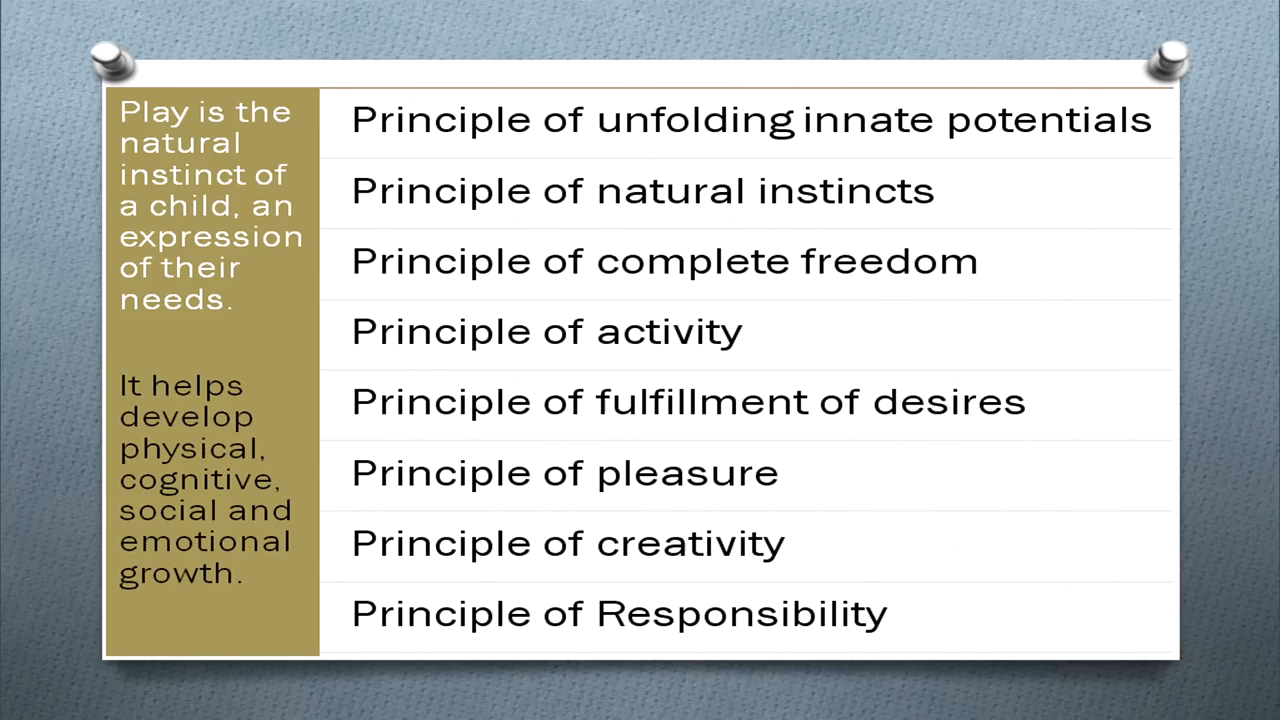 Play is the
natural
instinct of
a child, an
expression
of their
needs.
It helps
develop
physical,
cognitive,
social and
emotional
growth.
Principle of unfolding innate potentials
Principle of natural instincts
Principle of complete freedom
Principle of activity
Principle of fulfillment of desires
Principle of pleasure
Principle of creativity
Principle of Responsibility